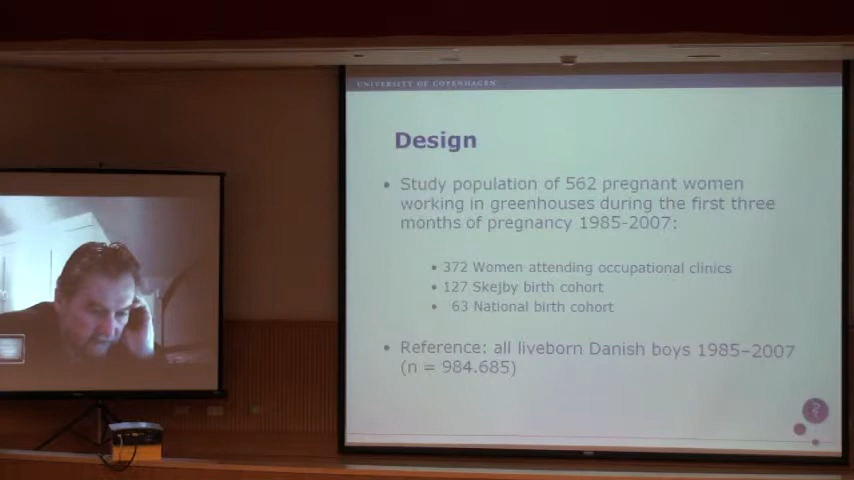 UNIVERSITY OF COPENHAGEN
Design
• Study population of 562 pregnant women
working in greenhouses during the first three
months of pregnancy 1985-2007:
• 372 Women attending occupational clinics
• 127 Skejby birth cohort
• 63 National birth cohort
• Reference: all liveborn Danish boys 1985–2007
(n = 984.685)